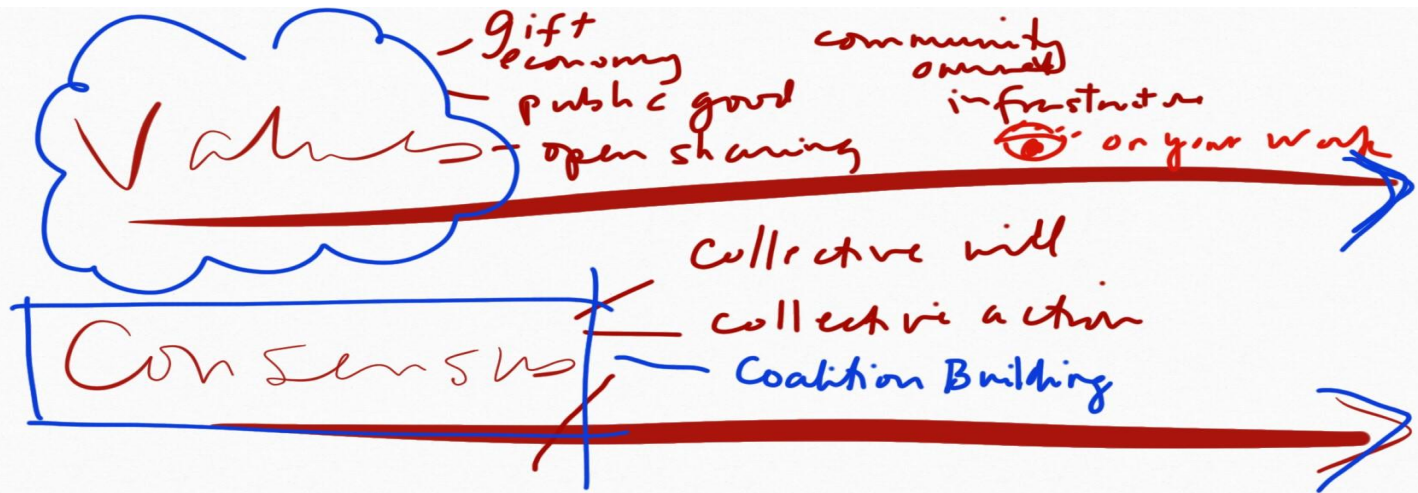 Values
gift
economy
public good
open sharing
community
owned
infrastructure
on your work
Consensus
Collective will
collective action
Coalition Building